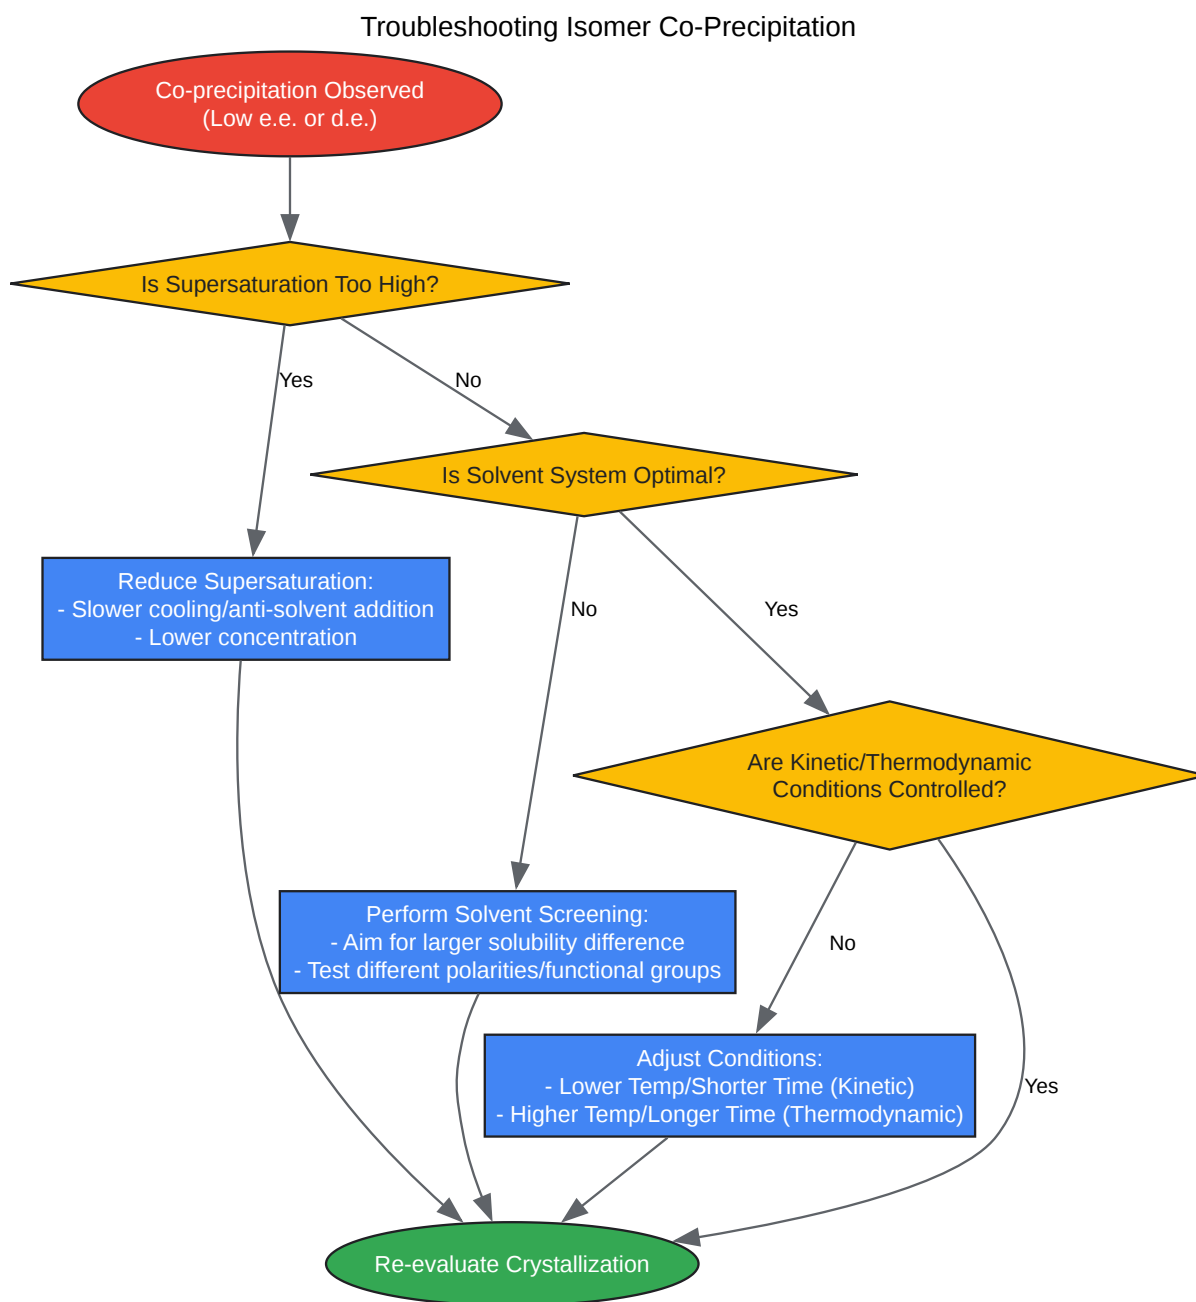 Troubleshooting Isomer Co-Precipitation
Co-precipitation Observed
(Low e.e. or d.e.)
Is Supersaturation Too High?
Yes
No
Is Solvent System Optimal?
Reduce Supersaturation:
- Slower cooling/anti-solvent addition
- Lower concentration
No
Yes
Are Kinetic/Thermodynamic
Conditions Controlled?
Perform Solvent Screening:
- Aim for larger solubility difference
- Test different polarities/functional groups
No
Adjust Conditions:
- Lower Temp/Shorter Time (Kinetic)
- Higher Temp/Longer Time (Thermodynamic)
Yes
Re-evaluate Crystallization